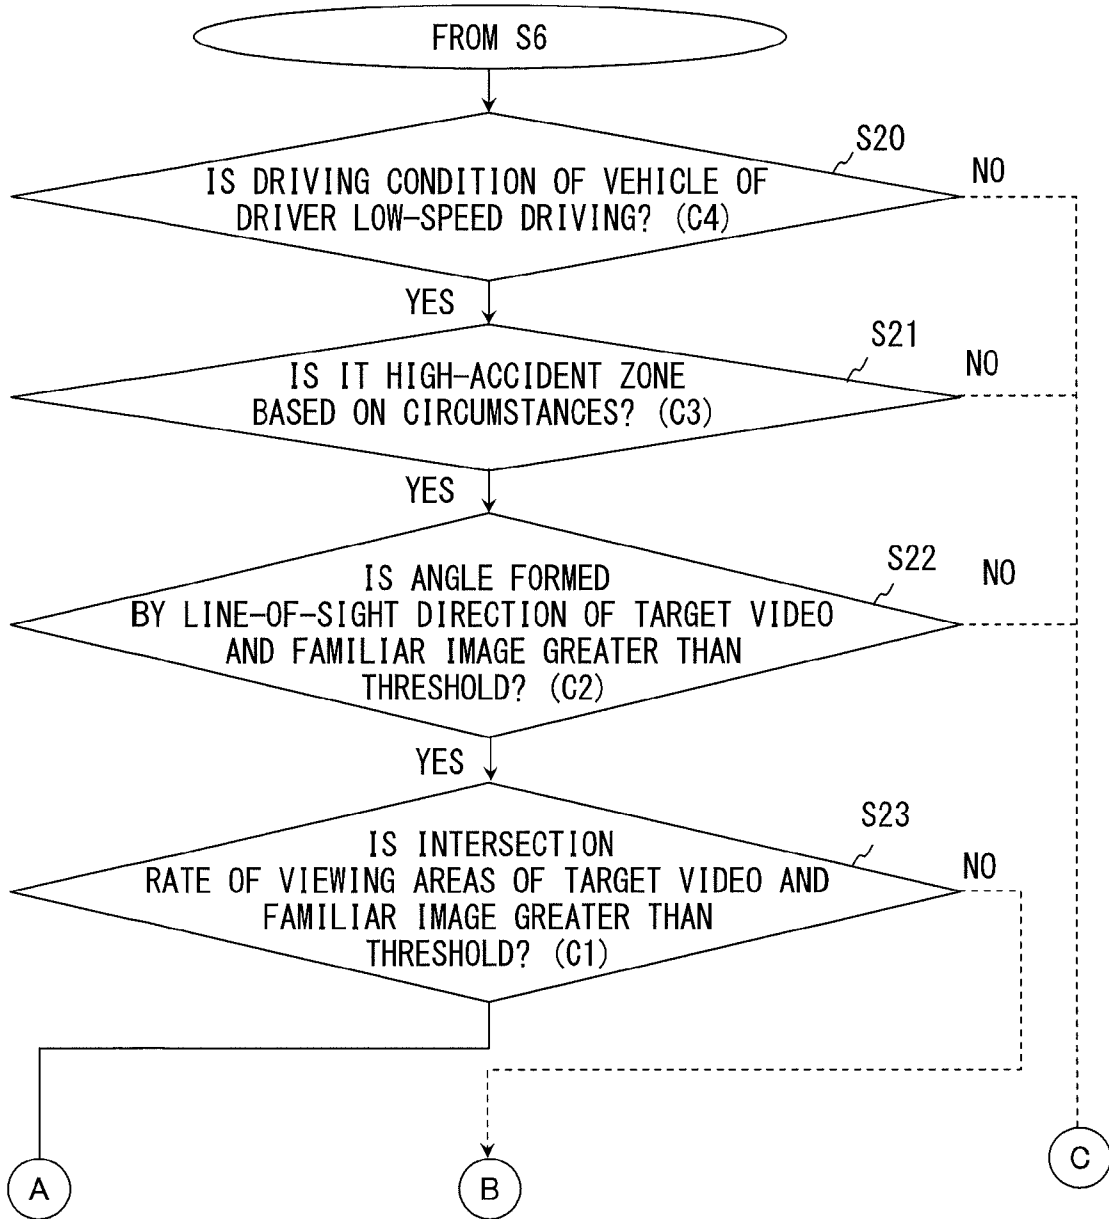 FROM S6
S20
NO
IS DRIVING CONDITION OF VEHICLE OF
DRIVER LOW-SPEED DRIVING? (C4)
YES
S21
NO
IS IT HIGH-ACCIDENT ZONE
BASED ON CIRCUMSTANCES? (C3)
YES
S22
NO
IS ANGLE FORMED
BY LINE-OF-SIGHT DIRECTION OF TARGET VIDEO
AND FAMILIAR IMAGE GREATER THAN
THRESHOLD? (C2)
YES
S23
NO
IS INTERSECTION
RATE OF VIEWING AREAS OF TARGET VIDEO AND
FAMILIAR IMAGE GREATER THAN
THRESHOLD? (C1)
A
B
C